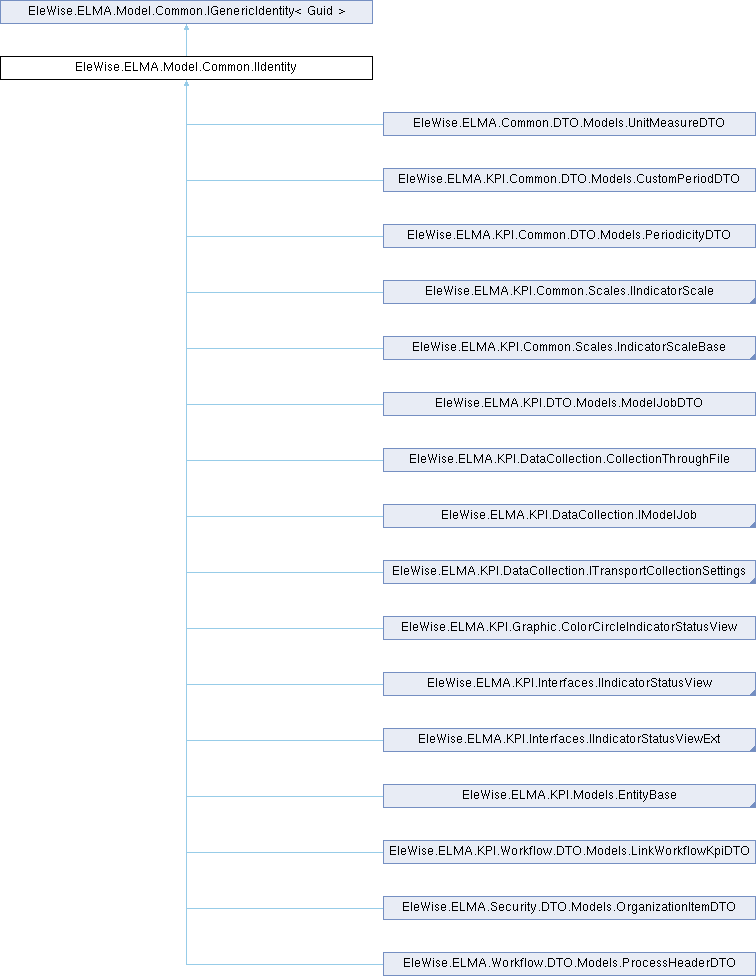 EleWise.ELMA.Model.Common.IGenericIdentity< Guid >
EleWise.ELMA.Model.Common.IIdentity
EleWise.ELMA.Common.DTO.Models.UnitMeasureDTO
EleWise.ELMA.KPI.Common.DTO.Models.CustomPeriodDTO
EleWise.ELMA.KPI.Common.DTO.Models.PeriodicityDTO
EleWise.ELMA.KPI.Common.Scales.IIndicatorScale
EleWise.ELMA.KPI.Common.Scales.IndicatorScaleBase
EleWise.ELMA.KPI.DTO.Models.ModelJobDTO
EleWise.ELMA.KPI.DataCollection.CollectionThroughFile
EleWise.ELMA.KPI.DataCollection.IModelJob
EleWise.ELMA.KPI.DataCollection.ITransportCollectionSettings
EleWise.ELMA.KPI.Graphic.ColorCircleIndicatorStatusView
EleWise.ELMA.KPI.Interfaces.IIndicatorStatusView
EleWise.ELMA.KPI.Interfaces.IIndicatorStatusViewExt
EleWise.ELMA.KPI.Models.EntityBase
EleWise.ELMA.KPI.Workflow.DTO.Models.LinkWorkflowKpiDTO
EleWise.ELMA.Security.DTO.Models.OrganizationItemDTO
EleWise.ELMA.Workflow.DTO.Models.ProcessHeaderDTO